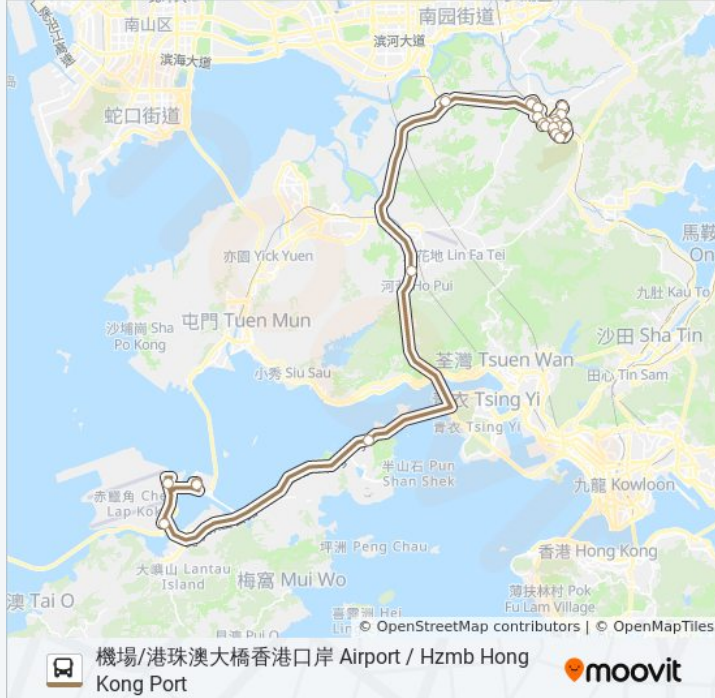 南山区
南园街道
滨河大道
滨海大道
蛇口街道
馬鞍
On
亦園 Yick Yuen
花地 Lin Fa Tei
Ho Pui
九肚 Kau To
沙埔崗 Sha
Po Kong
屯門 Tuen Mun
沙田 Sha Tin
荃灣 Tsuen Wan
小秀 Siu Sau
田心 Tin Sam
衣 Tsing Yi
青衣 Tsing Yi
半山石 Pun
Shan Shek
九龍 Kowloon
赤鱲角 Che
Lap Kok
坪洲 Peng Chau
香港 Hong Kong
大嶼山 Lantau
Island
梅窩 Mui Wo
薄扶林村 Pok
Fu Lam Village
澳 Tai O
喜靈洲 Hei
Lin
© OpenStreetMap contributors | © OpenMapTiles
機場/港珠澳大橋香港口岸 Airport / Hzmb Hong
Kong Port
moovit